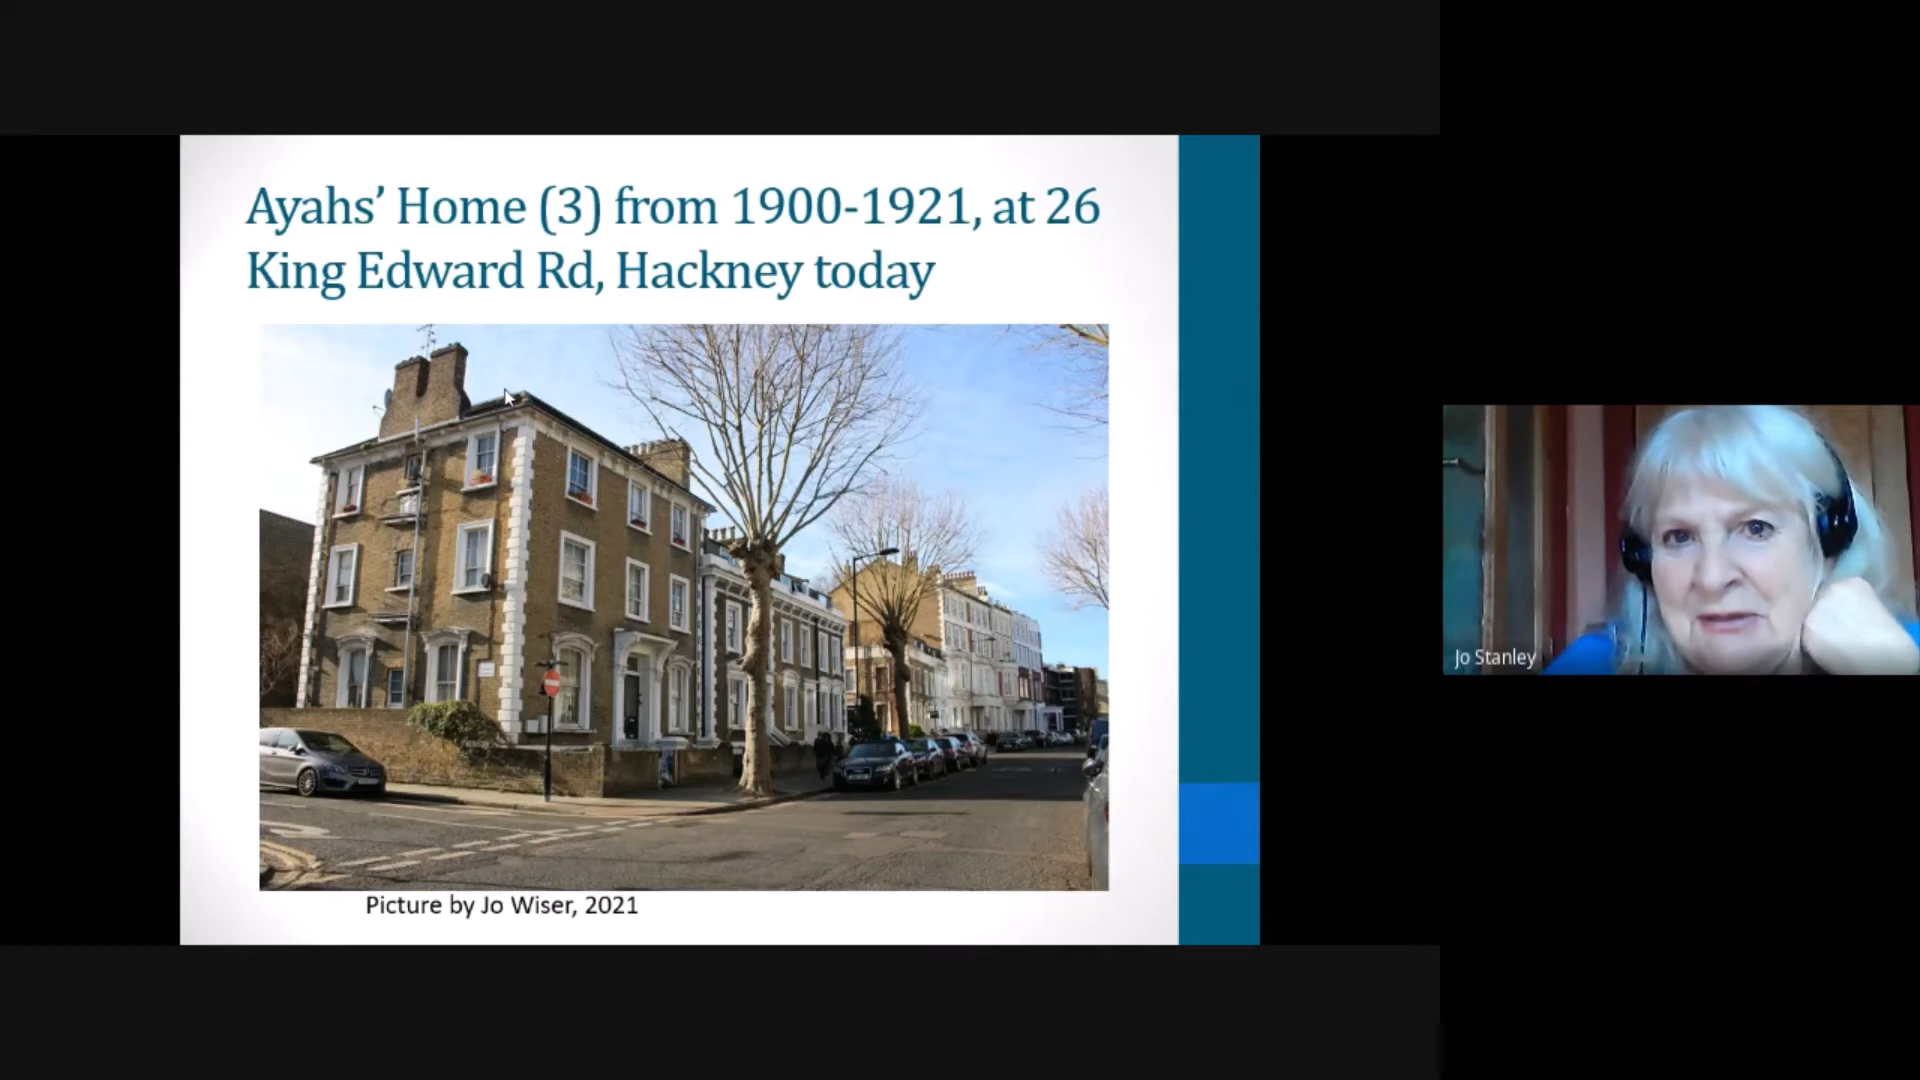 Ayahs’ Home (3) from 1900-1921, at 26
King Edward Rd, Hackney today
Picture by Jo Wiser, 2021
Jo Stanley